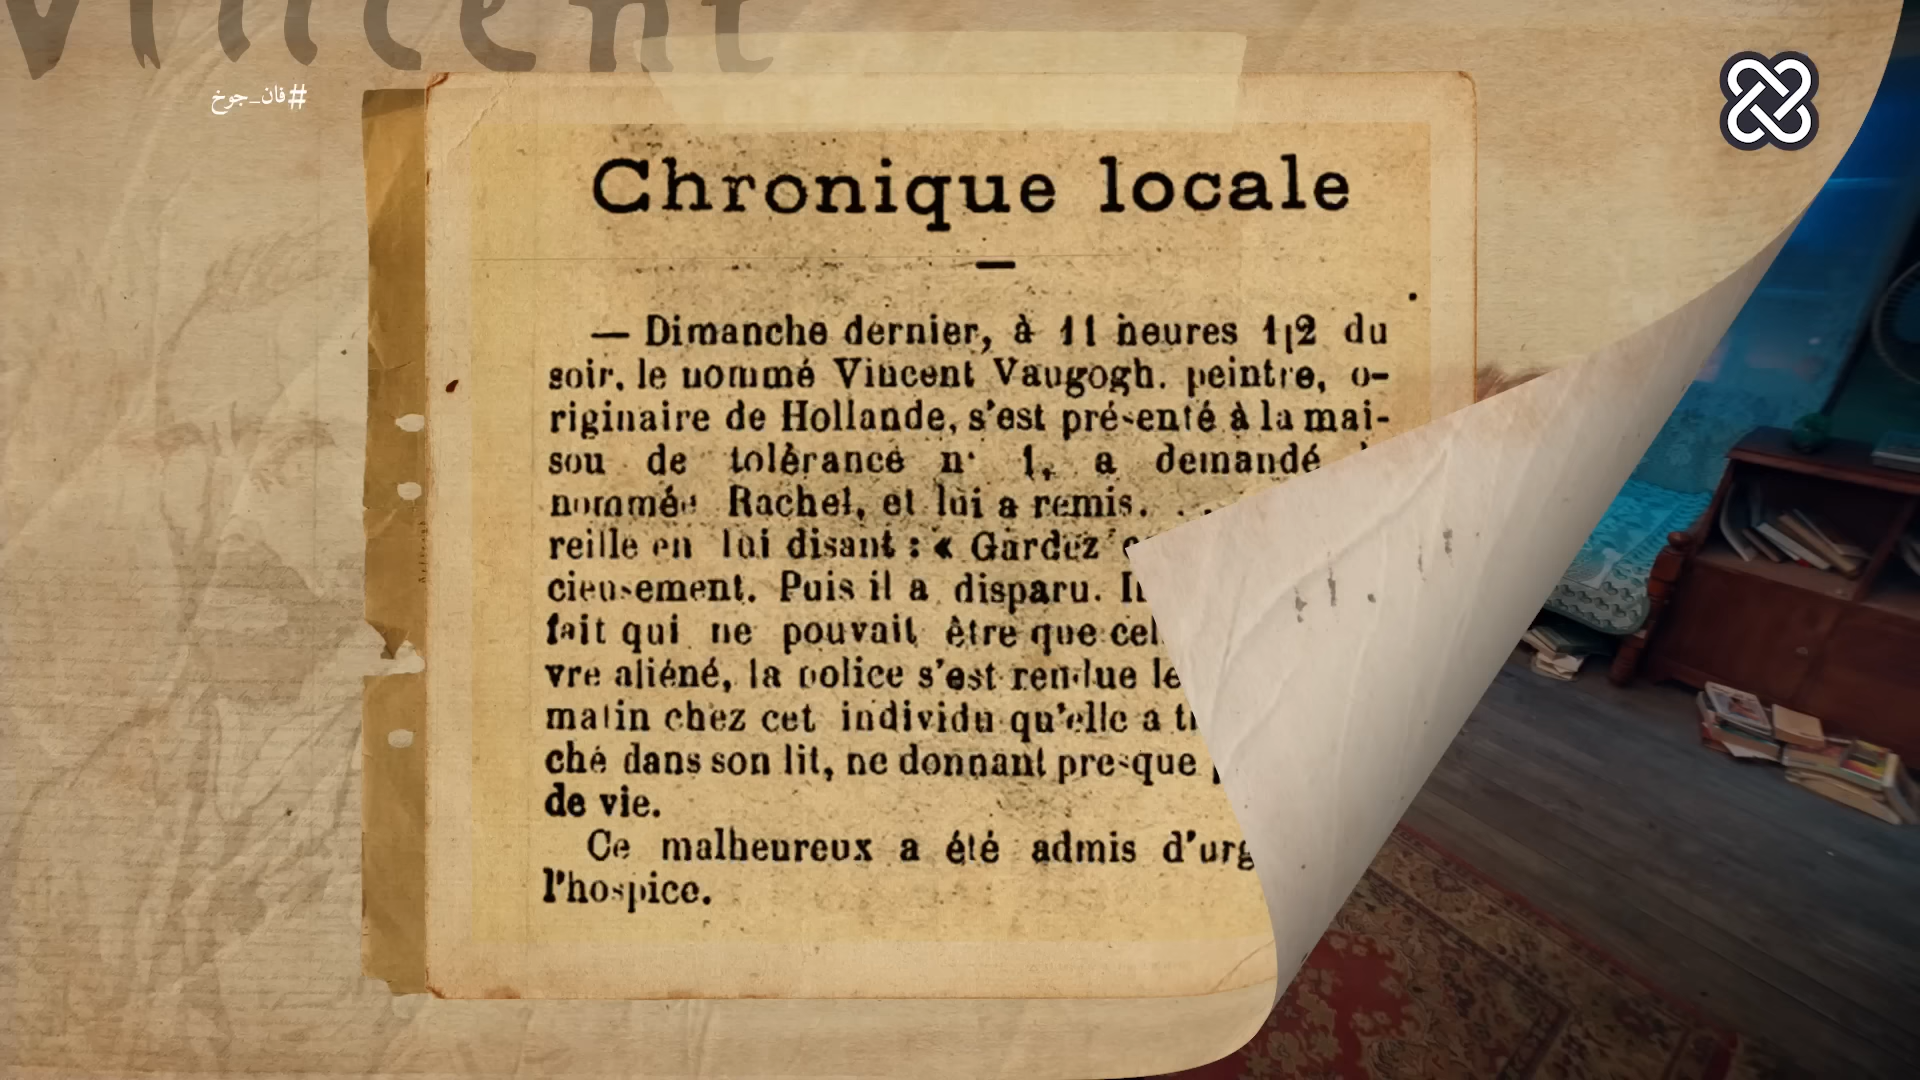 Vincent
#فان_جوخ
Chronique locale
— Dimanche dernier, à 11 heures 1|2 du
soir, le nommé Vincent Vaugogh. peintre, o-
riginaire de Hollande, s'est présenté à la mai-
son de tolérance n° 1, a demandé
nommée Rachel, et lui a remis. . .
reille en lui disant : « Gardez
cieusement. Puis il a disparu.
fait qui ne pouvait être que cel
vre aliéné, la police s'est rendue le
matin chez cet individu qu'elle a
ché dans son lit, ne donnant presque
de vie.
Ce malheureux a été admis d'urg
l'hospice.